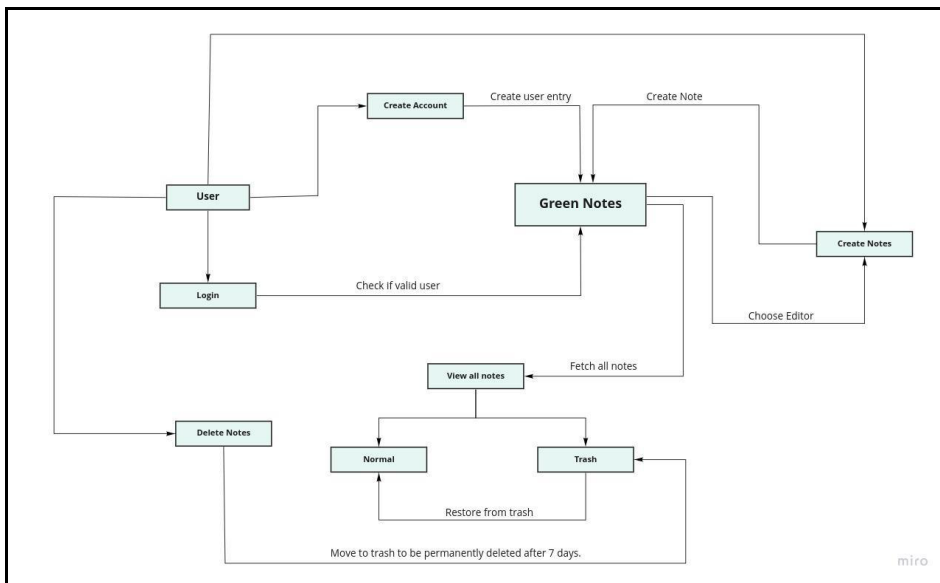 Create Account
Create user entry
Create Note
User
Green Notes
Create Notes
Login
Check if valid user
Choose Editor
View all notes
Fetch all notes
Delete Notes
Normal
Trash
Restore from trash
Move to trash to be permanently deleted after 7 days.
miro